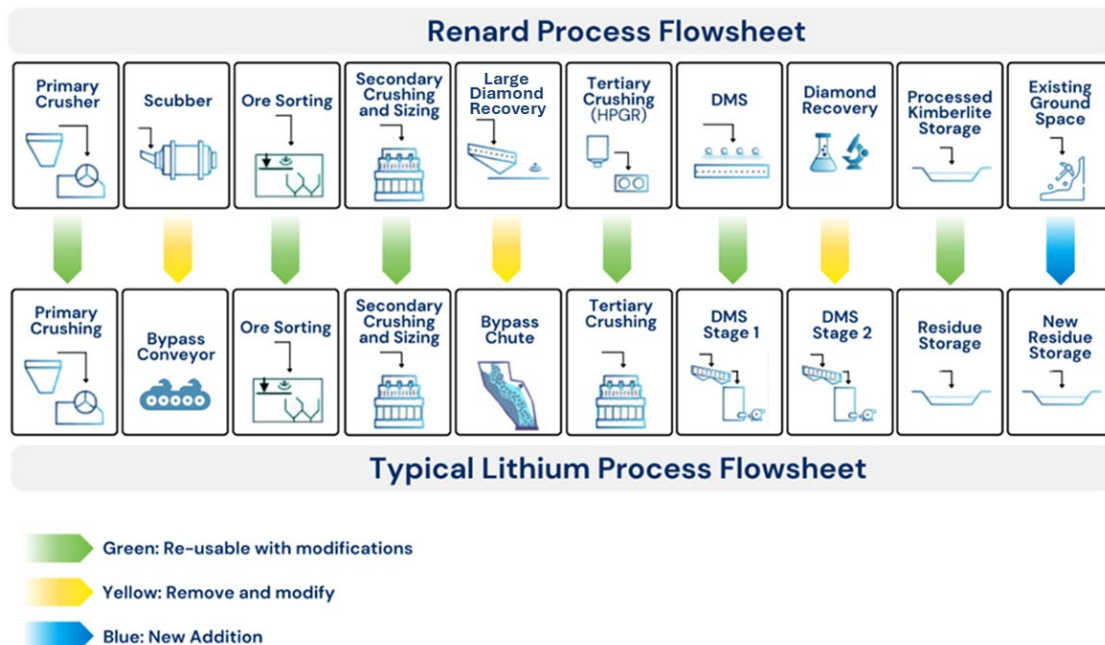 Renard Process Flowsheet
Primary
Crusher
Scubber
Ore Sorting
Secondary
Crushing
and Sizing
Large
Diamond
Recovery
Tertiary
Crushing
(HPGR)
DMS
Diamond
Recovery
Processed
Kimberlite
Storage
Existing
Ground
Space
Primary
Crushing
Bypass
Conveyor
Ore Sorting
Secondary
Crushing
and Sizing
Bypass
Chute
Tertiary
Crushing
DMS
Stage 1
DMS
Stage 2
Residue
Storage
New
Residue
Storage
Typical Lithium Process Flowsheet
Green: Re-usable with modifications
Yellow: Remove and modify
Blue: New Addition